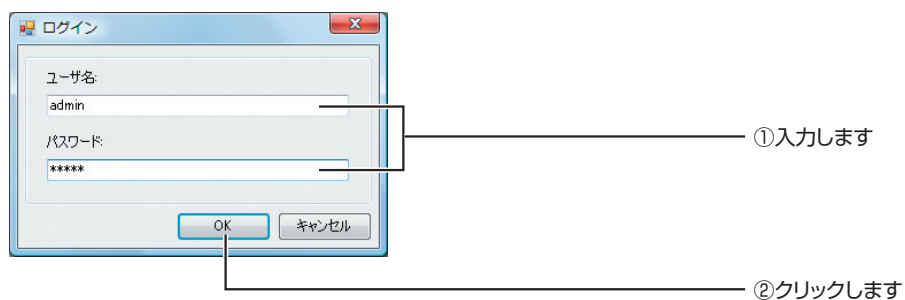 ログイン
ユーザ名:
admin
パスワード:
*****
①入力します
OK
キャンセル
②クリックします